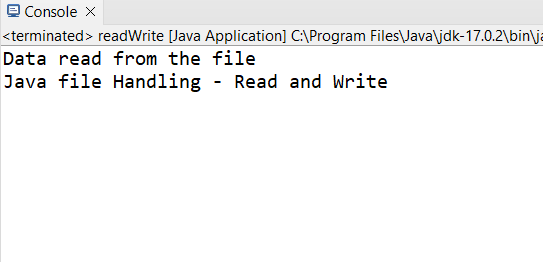 Console
<terminated> readWrite [Java Application] C:\Program Files\Java\jdk-17.0.2\bin\ja
Data read from the file
Java file Handling - Read and Write